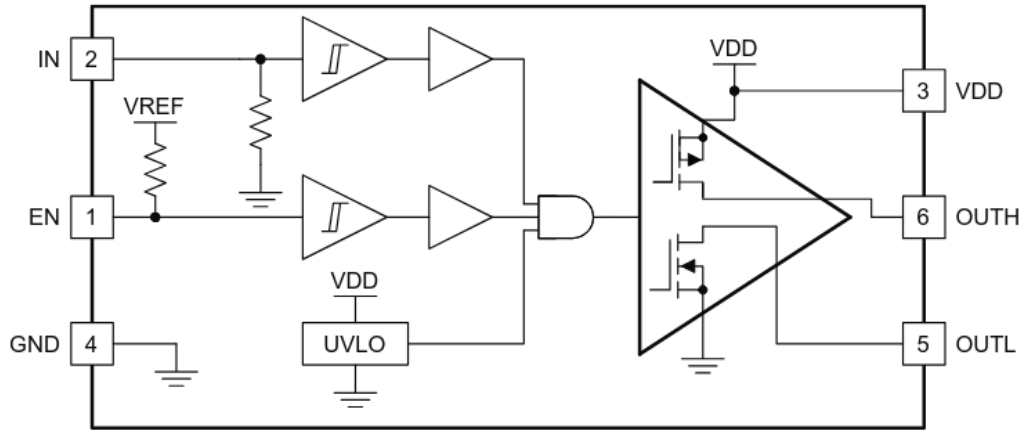 IN 2
VDD
3 VDD
VREF
EN 1
6 OUTH
VDD
GND 4
UVLO
5 OUTL